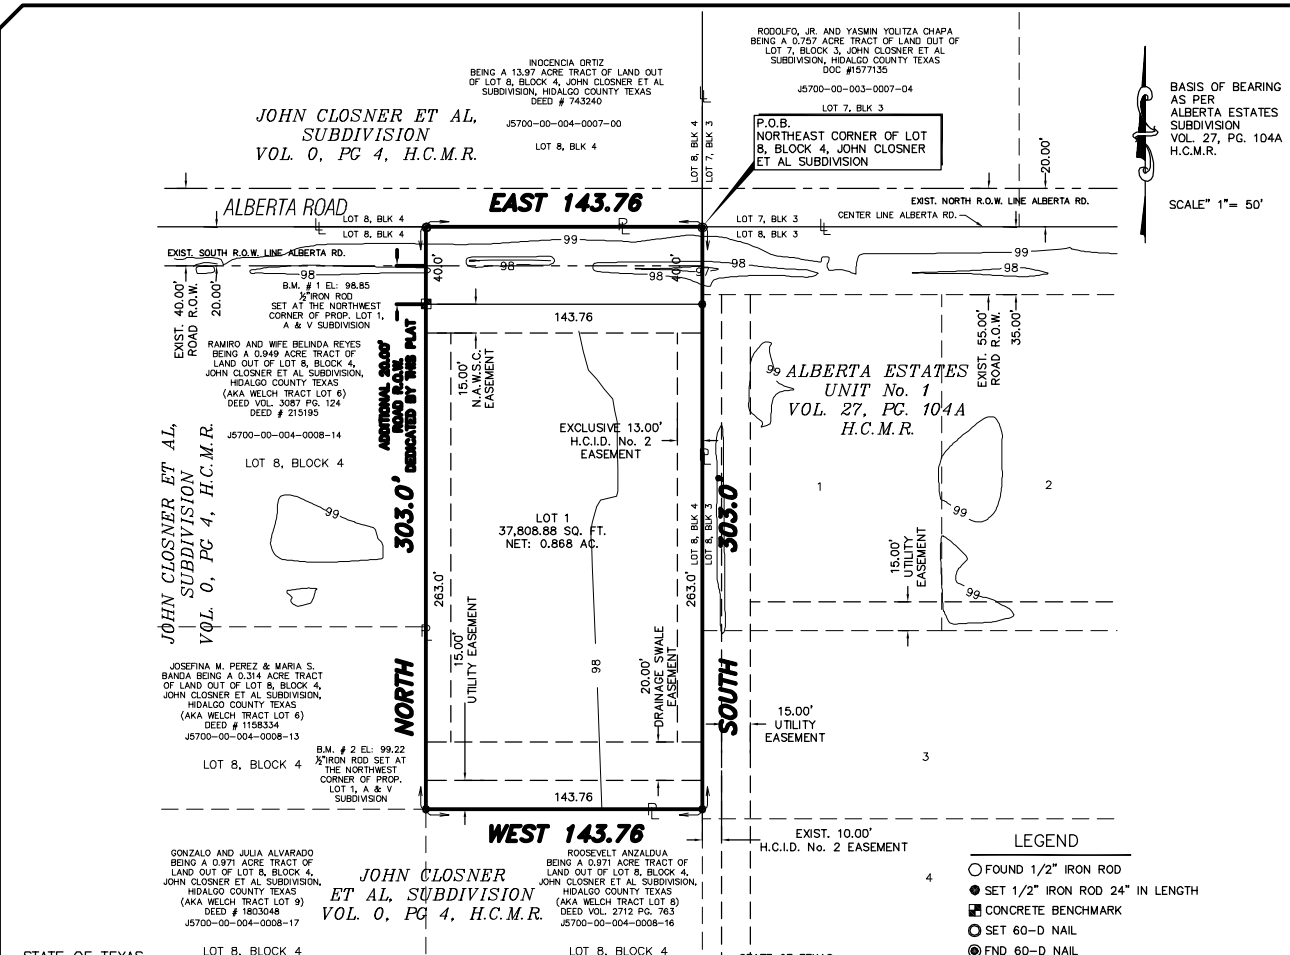 INOCENCIA ORTIZ
BEING A 13.97 ACRE TRACT OF LAND OUT
OF LOT 8, BLOCK 4, JOHN CLOSNER ET AL
SUBDIVISION, HIDALGO COUNTY TEXAS
DEED # 743240
J5700-00-004-0007-00
LOT 8, BLK 4
RODOLFO, JR. AND YASMIN YOLITZA CHAPA
BEING A 0.757 ACRE TRACT OF LAND OUT OF
LOT 7, BLOCK 3, JOHN CLOSNER ET AL
SUBDIVISION, HIDALGO COUNTY TEXAS
DOC #1577135
J5700-00-003-0007-04
LOT 7, BLK 3
JOHN CLOSNER ET AL,
SUBDIVISION
VOL. 0, PG 4, H.C.M.R.
LOT 8, BLK 4
LOT 7, BLK 3
P.O.B.
NORTHEAST CORNER OF LOT
8, BLOCK 4, JOHN CLOSNER
ET AL SUBDIVISION
20.00'
BASIS OF BEARING
AS PER
ALBERTA ESTATES
SUBDIVISION
VOL. 27, PG. 104A
H.C.M.R.
SCALE" 1"= 50'
ALBERTA ROAD
EAST 143.76
EXIST. NORTH R.O.W. LINE ALBERTA RD.
LOT 8, BLK 4
LOT 8, BLK 4
LOT 7, BLK 3
LOT 8, BLK 3
CENTER LINE ALBERTA RD.
EXIST. SOUTH R.O.W. LINE ALBERTA RD.
99
99
98
98
98
98
97
98
40.0'
40.0'
EXIST. 40.00'
ROAD R.O.W.
20.00'
B.M. # 1 EL: 98.85
½"IRON ROD
SET AT THE NORTHWEST
CORNER OF PROP. LOT 1,
A & V SUBDIVISION
143.76
EXIST. 55.00'
ROAD R.O.W.
35.00'
RAMIRO AND WIFE BELINDA REYES
BEING A 0.949 ACRE TRACT OF
LAND OUT OF LOT 8, BLOCK 4,
JOHN CLOSNER ET AL SUBDIVISION,
HIDALGO COUNTY TEXAS
(AKA WELCH TRACT LOT 6)
DEED VOL. 3087 PG. 124
DEED # 215195
J5700-00-004-0008-14
LOT 8, BLOCK 4
ADDITIONAL 20.00'
ROAD R.O.W.
DEDICATED BY THIS PLAT
15.00'
N.A.W.S.C.
EASEMENT
EXCLUSIVE 13.00'
H.C.I.D. No. 2
EASEMENT
99
ALBERTA ESTATES
UNIT No. 1
VOL. 27, PG. 104A
H.C.M.R.
JOHN CLOSNER ET AL,
SUBDIVISION
VOL. 0, PG 4, H.C.M.R.
99
NORTH 303.0'
LOT 1
37,808.88 SQ. FT.
NET: 0.868 AC.
LOT 8, BLK 4
LOT 8, BLK 3
SOUTH 303.0'
1
2
99
99
15.00'
UTILITY
EASEMENT
263.0'
263.0'
15.00'
UTILITY EASEMENT
98
20.00'
DRAINAGE SWALE
EASEMENT
JOSEFINA M. PEREZ & MARIA S.
BANDA BEING A 0.314 ACRE TRACT
OF LAND OUT OF LOT 8, BLOCK 4,
JOHN CLOSNER ET AL SUBDIVISION,
HIDALGO COUNTY TEXAS
(AKA WELCH TRACT LOT 6)
DEED # 1158334
J5700-00-004-0008-13
LOT 8, BLOCK 4
B.M. # 2 EL: 99.22
½"IRON ROD SET AT
THE NORTHWEST
CORNER OF PROP.
LOT 1, A & V
SUBDIVISION
15.00'
UTILITY
EASEMENT
3
143.76
WEST 143.76
EXIST. 10.00'
H.C.I.D. No. 2 EASEMENT
GONZALO AND JULIA ALVARADO
BEING A 0.971 ACRE TRACT OF
LAND OUT OF LOT 8, BLOCK 4,
JOHN CLOSNER ET AL SUBDIVISION,
HIDALGO COUNTY TEXAS
(AKA WELCH TRACT LOT 9)
DEED # 1803048
J5700-00-004-0008-17
LOT 8, BLOCK 4
JOHN CLOSNER
ET AL, SUBDIVISION
VOL. 0, PG 4, H.C.M.R.
ROOSEVELT ANZALDUA
BEING A 0.971 ACRE TRACT OF
LAND OUT OF LOT 8, BLOCK 4,
JOHN CLOSNER ET AL SUBDIVISION,
HIDALGO COUNTY TEXAS
(AKA WELCH TRACT LOT 8)
DEED VOL. 2712 PG. 763
J5700-00-004-0008-16
LOT 8, BLOCK 4
4
LEGEND
FOUND 1/2" IRON ROD
SET 1/2" IRON ROD 24" IN LENGTH
CONCRETE BENCHMARK
SET 60-D NAIL
FND 60-D NAIL
STATE OF TEXAS